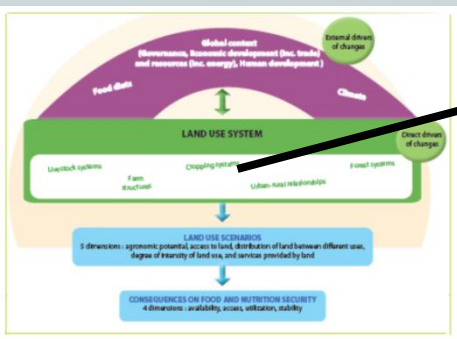 External drivers
of changes
Global context
(Governance, Economic development (inc. trade)
and resources (inc. energy), Human development )
Food diets
Climate
Direct drivers
of changes
LAND USE SYSTEM
Livestock systems
Farm
structures
Cropping systems
Urban-rural relationships
Forest systems
LAND USE SCENARIOS
5 dimensions : agronomic potential, access to land, distribution of land between different uses,
degree of intensity of land use, and services provided by land
CONSEQUENCES ON FOOD AND NUTRITION SECURITY
4 dimensions : availability, access, utilization, stability